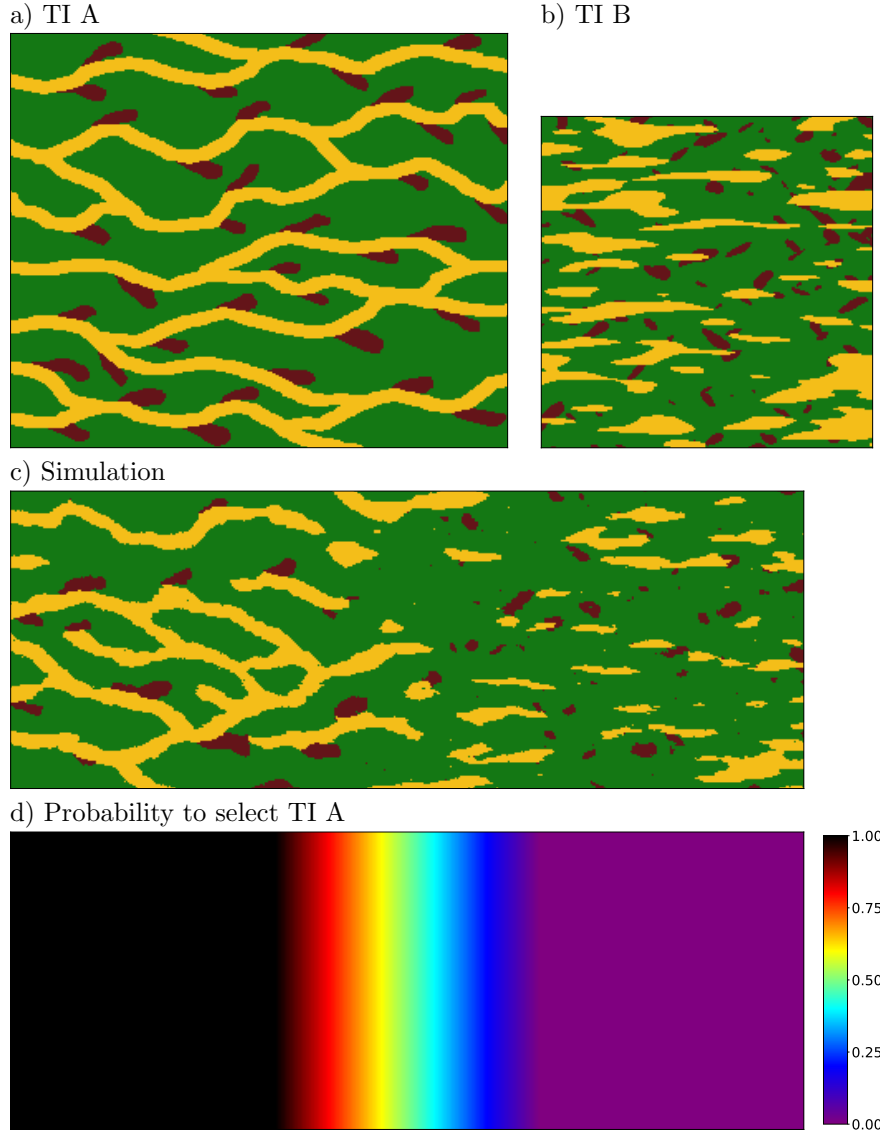 a) TI A
b) TI B
c) Simulation
d) Probability to select TI A
1.00
0.75
0.50
0.25
0.00